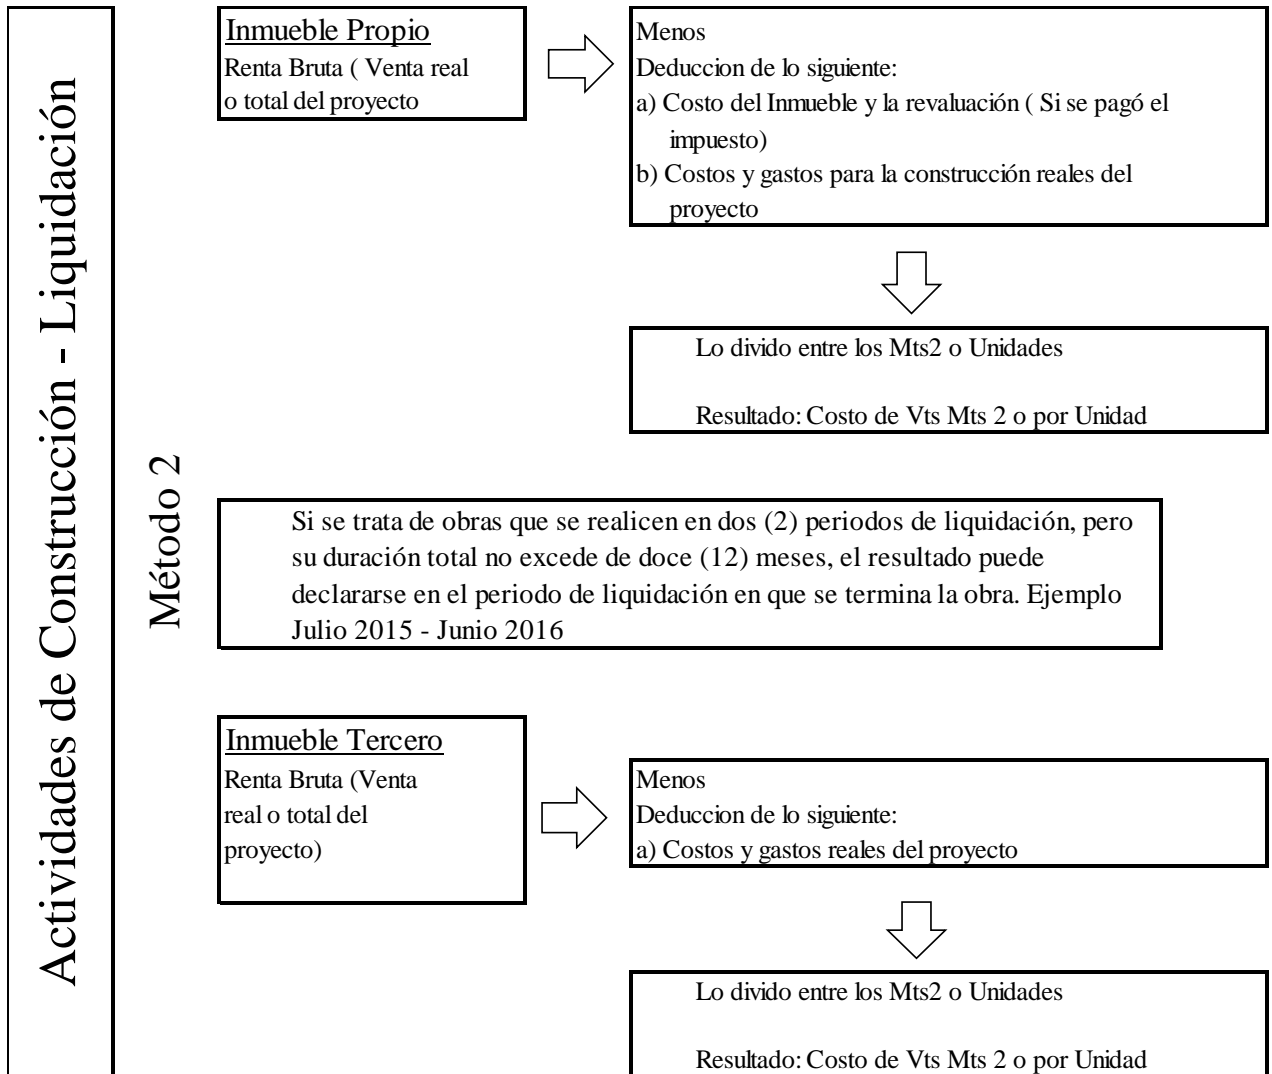 Actividades de Construcción - Liquidación
Método 2
Inmueble Propio
Renta Bruta ( Venta real
o total del proyecto
Menos
Deduccion de lo siguiente:
a) Costo del Inmueble y la revaluación ( Si se pagó el
impuesto)
b) Costos y gastos para la construcción reales del
proyecto
Lo divido entre los Mts2 o Unidades
Resultado: Costo de Vts Mts 2 o por Unidad
Si se trata de obras que se realicen en dos (2) periodos de liquidación, pero
su duración total no excede de doce (12) meses, el resultado puede
declararse en el periodo de liquidación en que se termina la obra. Ejemplo
Julio 2015 - Junio 2016
Inmueble Tercero
Renta Bruta (Venta
real o total del
proyecto)
Menos
Deduccion de lo siguiente:
a) Costos y gastos reales del proyecto
Lo divido entre los Mts2 o Unidades
Resultado: Costo de Vts Mts 2 o por Unidad